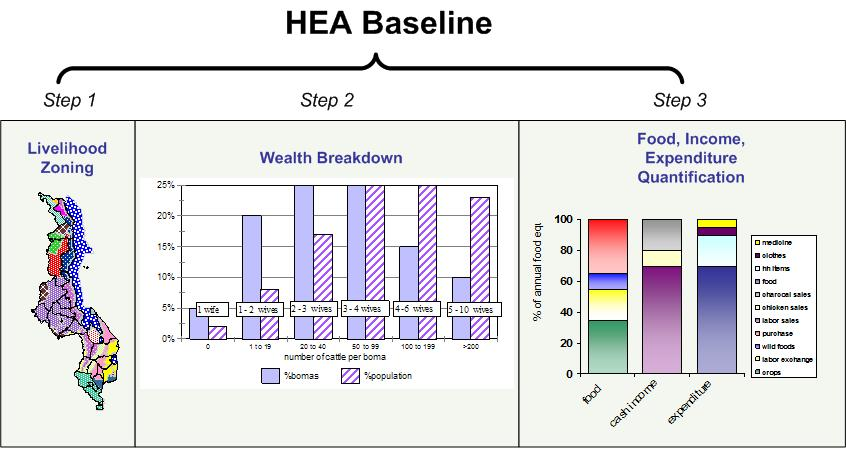 HEA Baseline
Step 1
Step 2
Step 3
Livelihood
Zoning
Wealth Breakdown
25%
20%
15%
10%
5%
0%
1 wife
1 - 2 wives
2 - 3 wives
3 - 4 wives
4-6 wives
5 - 10 wives
0
1 to 19
20 to 40
50 to 99
100 to 199
>200
number of cattle per boma
%bomas
%population
Food, Income,
Expenditure
Quantification
% of annual food equ
100
80
60
40
20
0
food
cash income
expenditure
medicine
clothes
hh items
food
charocal sales
chicken sales
labor sales
purchase
wild foods
labor exchange
crops